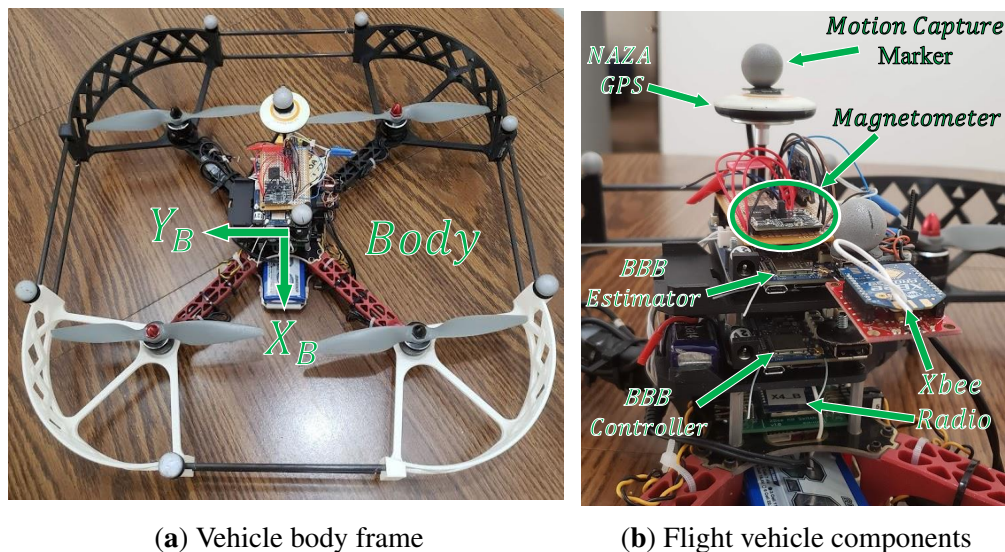 Y_B
Body
X_B
Motion Capture
Marker
NAZA
GPS
Magnetometer
BBB
Estimator
BBB
Controller
X4_B
Xbee
Radio
(a) Vehicle body frame
(b) Flight vehicle components